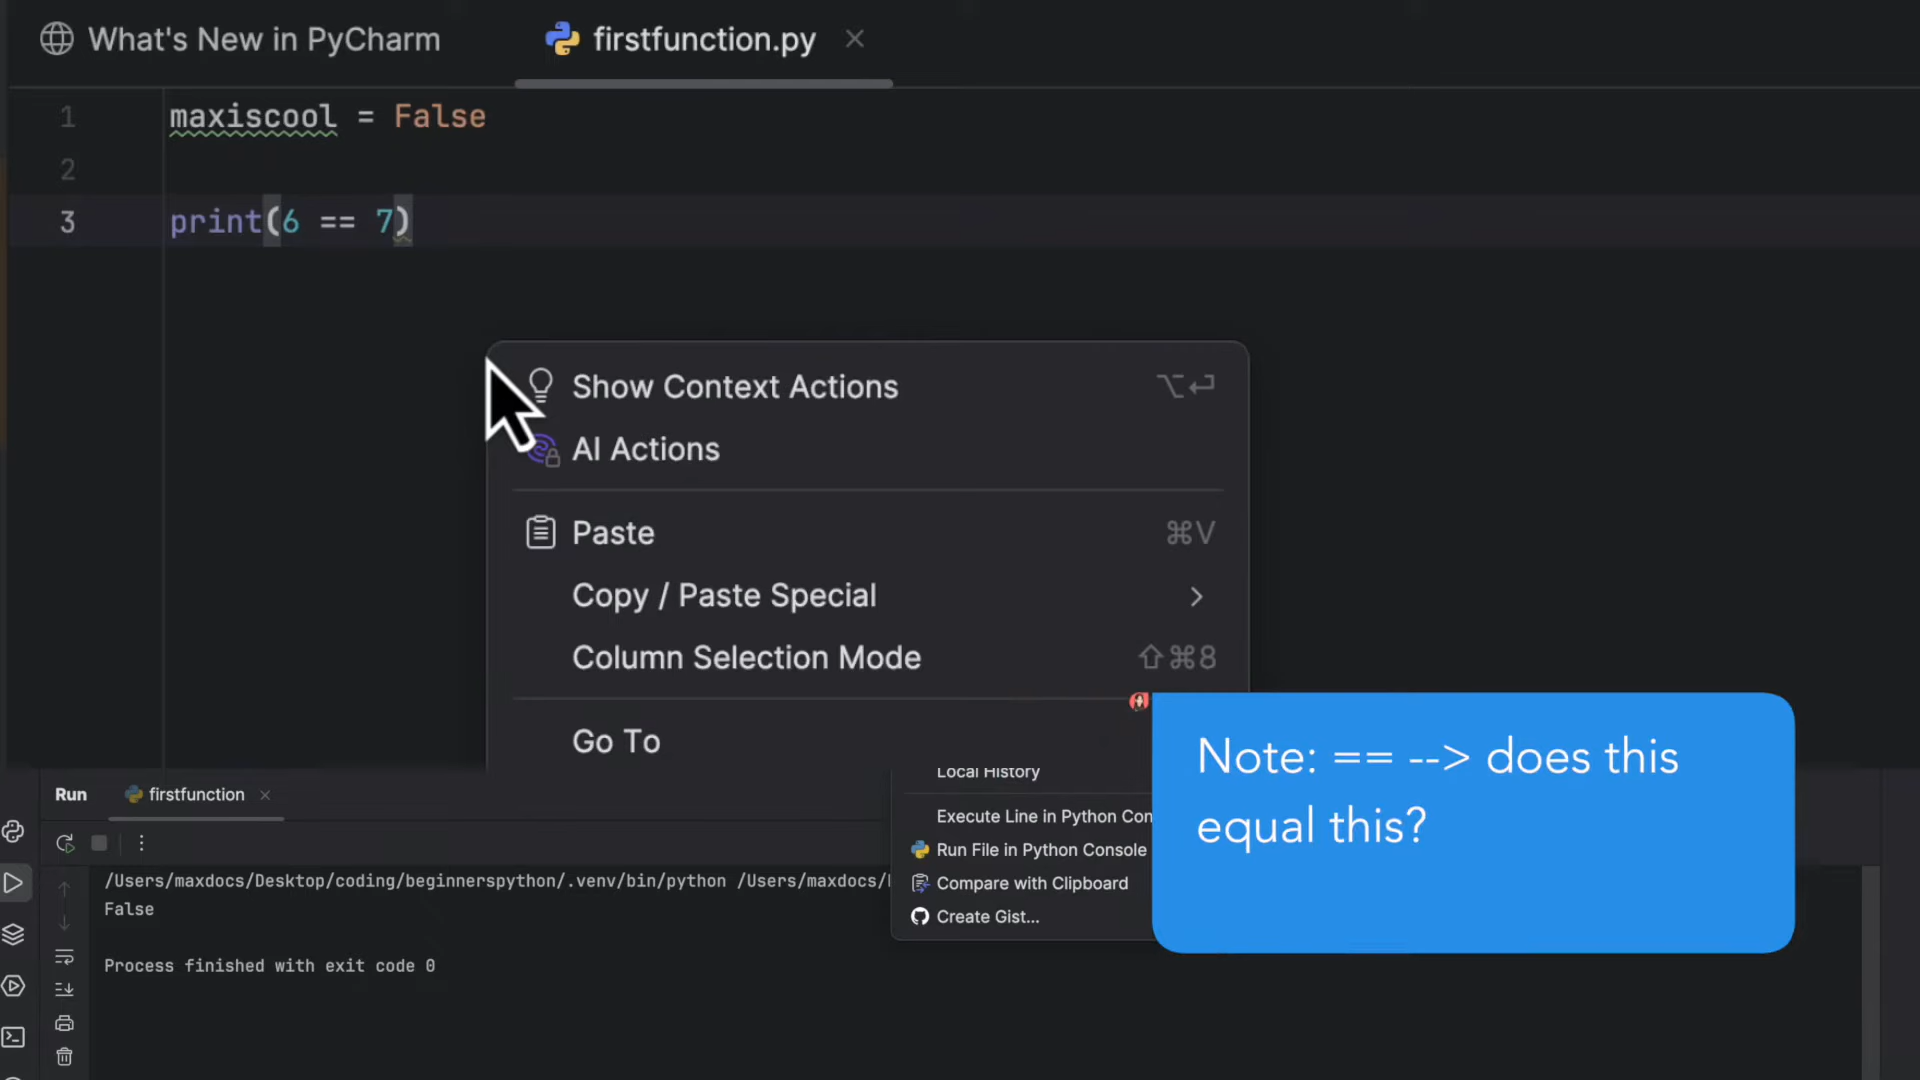 What's New in PyCharm
firstfunction.py
1 maxiscool = False
2
3 print(6 == 7)
Show Context Actions ⌥↩
AI Actions
Paste ⌘V
Copy / Paste Special
Column Selection Mode ⇧⌘8
Go To
Local History
Execute Line in Python Con
Run File in Python Console
Compare with Clipboard
Create Gist...
Note: == --> does this
equal this?
Run firstfunction
/Users/maxdocs/Desktop/coding/beginnerspython/.venv/bin/python /Users/maxdocs/
False
Process finished with exit code 0